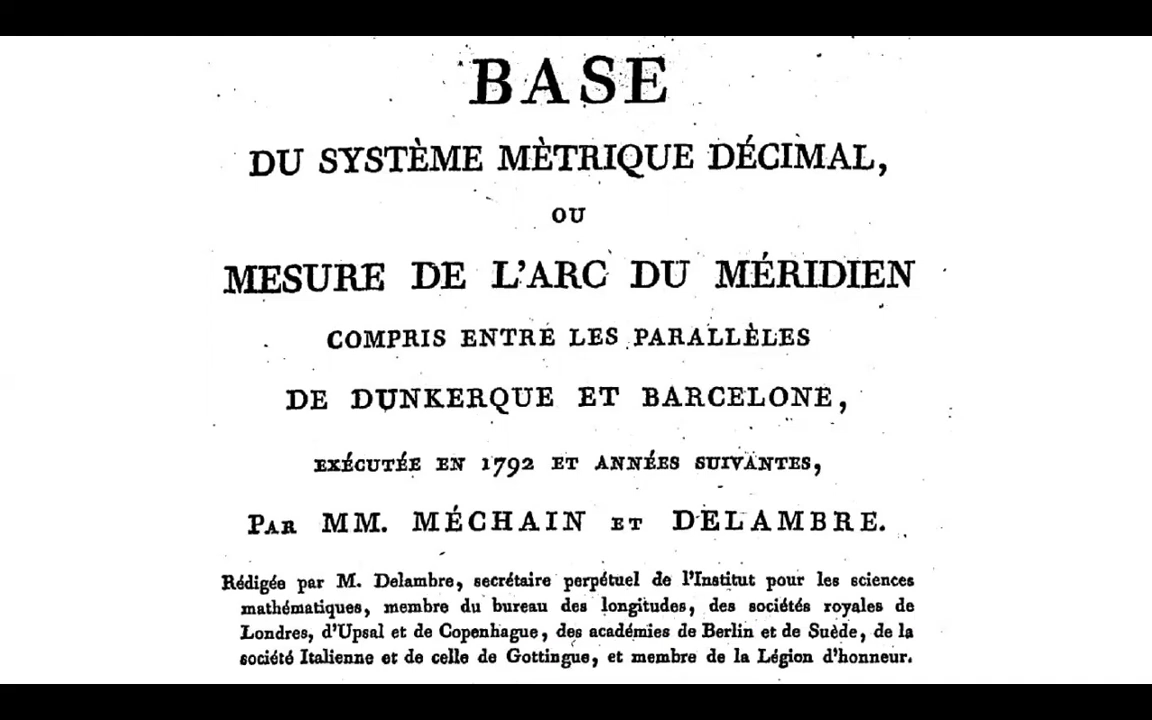 BASE
DU SYSTÈME MÈTRIQUE DÉCIMAL,
OU
MESURE DE L'ARC DU MÉRIDIEN
COMPRIS ENTRE LES PARALLÈLES
DE DUNKERQUE ET BARCELONE,
EXÉCUTÉE EN 1792 ET ANNÉES SUIVANTES,
PAR MM. MÉCHAIN ET DELAMBRE.
Rédigée par M. Delambre, secrétaire perpétuel de l'Institut pour les sciences
mathématiques, membre du bureau des longitudes, des sociétés royales de
Londres, d'Upsal et de Copenhague, des académies de Berlin et de Suède, de la
société Italienne et de celle de Gottingue, et membre de la Légion d'honneur.